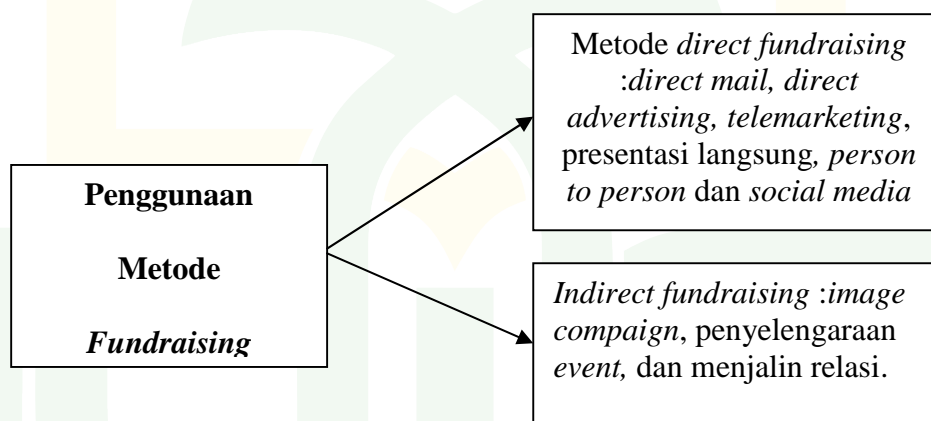 Penggunaan
Metode
Fundraising
Metode direct fundraising
:direct mail, direct
advertising, telemarketing,
presentasi langsung, person
to person dan social media
Indirect fundraising :image
compaign, penyelengaraan
event, dan menjalin relasi.